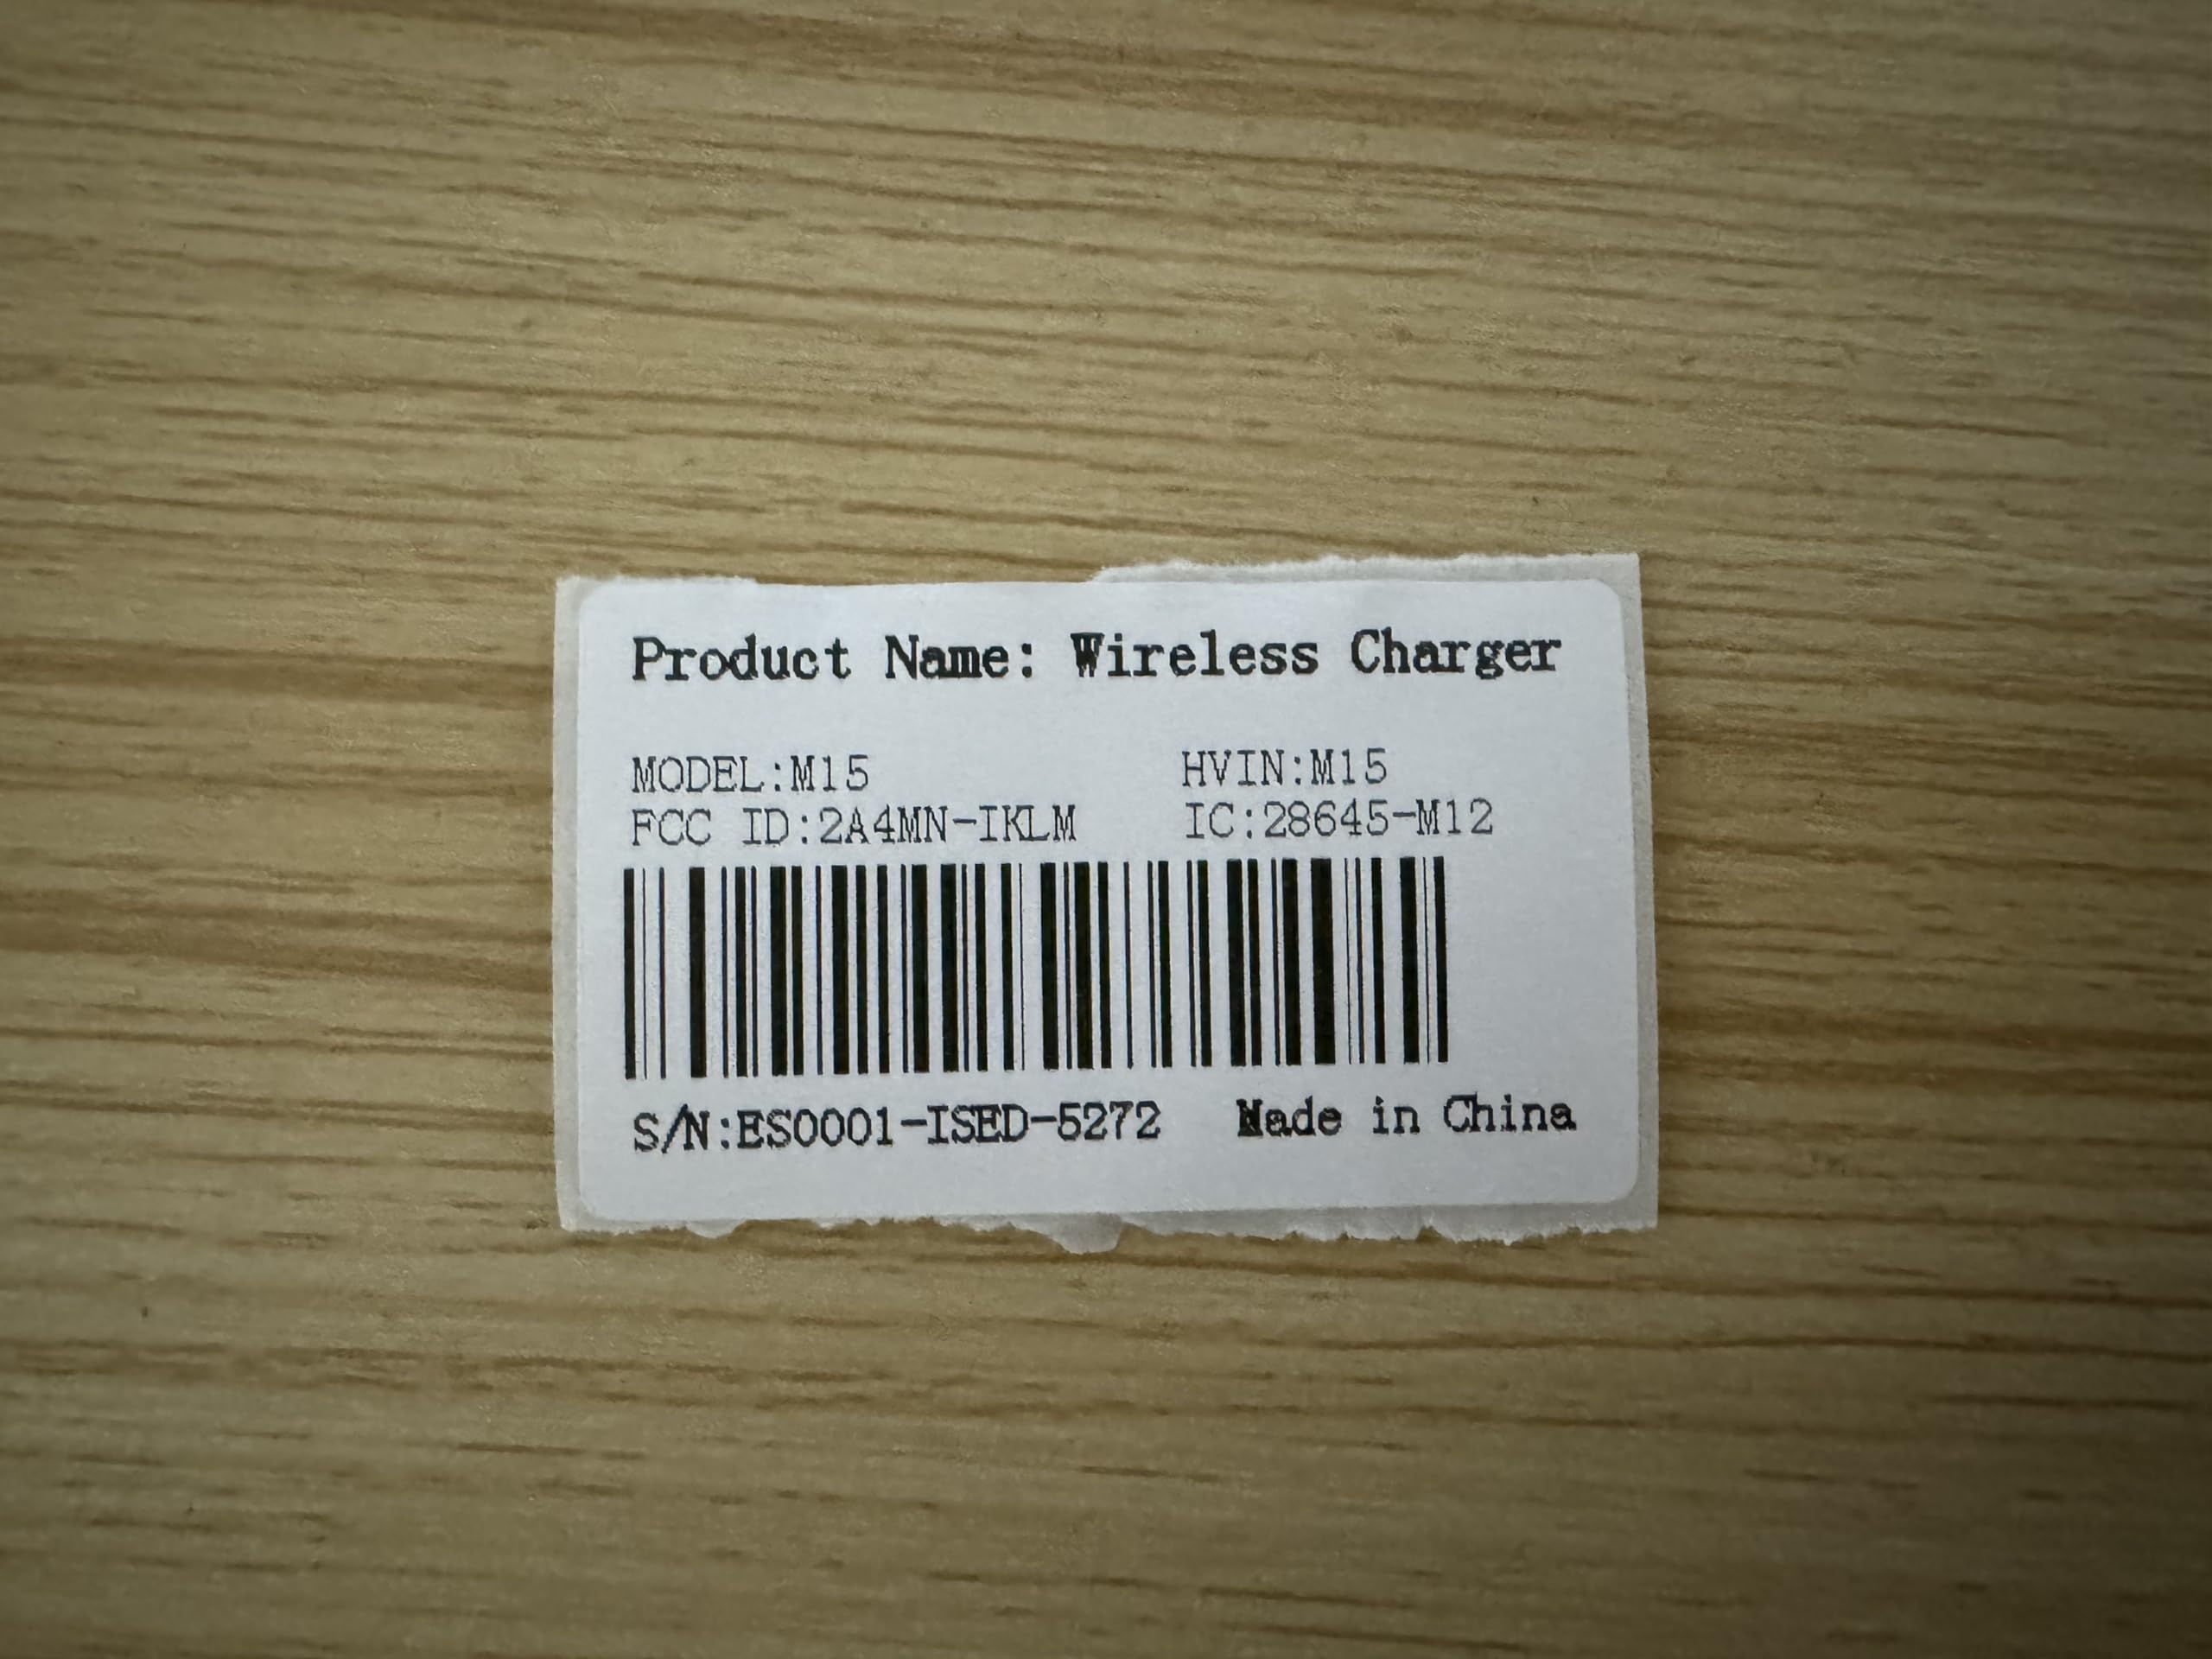 Product Name: Wireless Charger
MODEL:M15 HVIN:M15
FCC ID:2A4MN-IKLM IC:28645-M12
S/N:ES0001-ISED-5272 Made in China